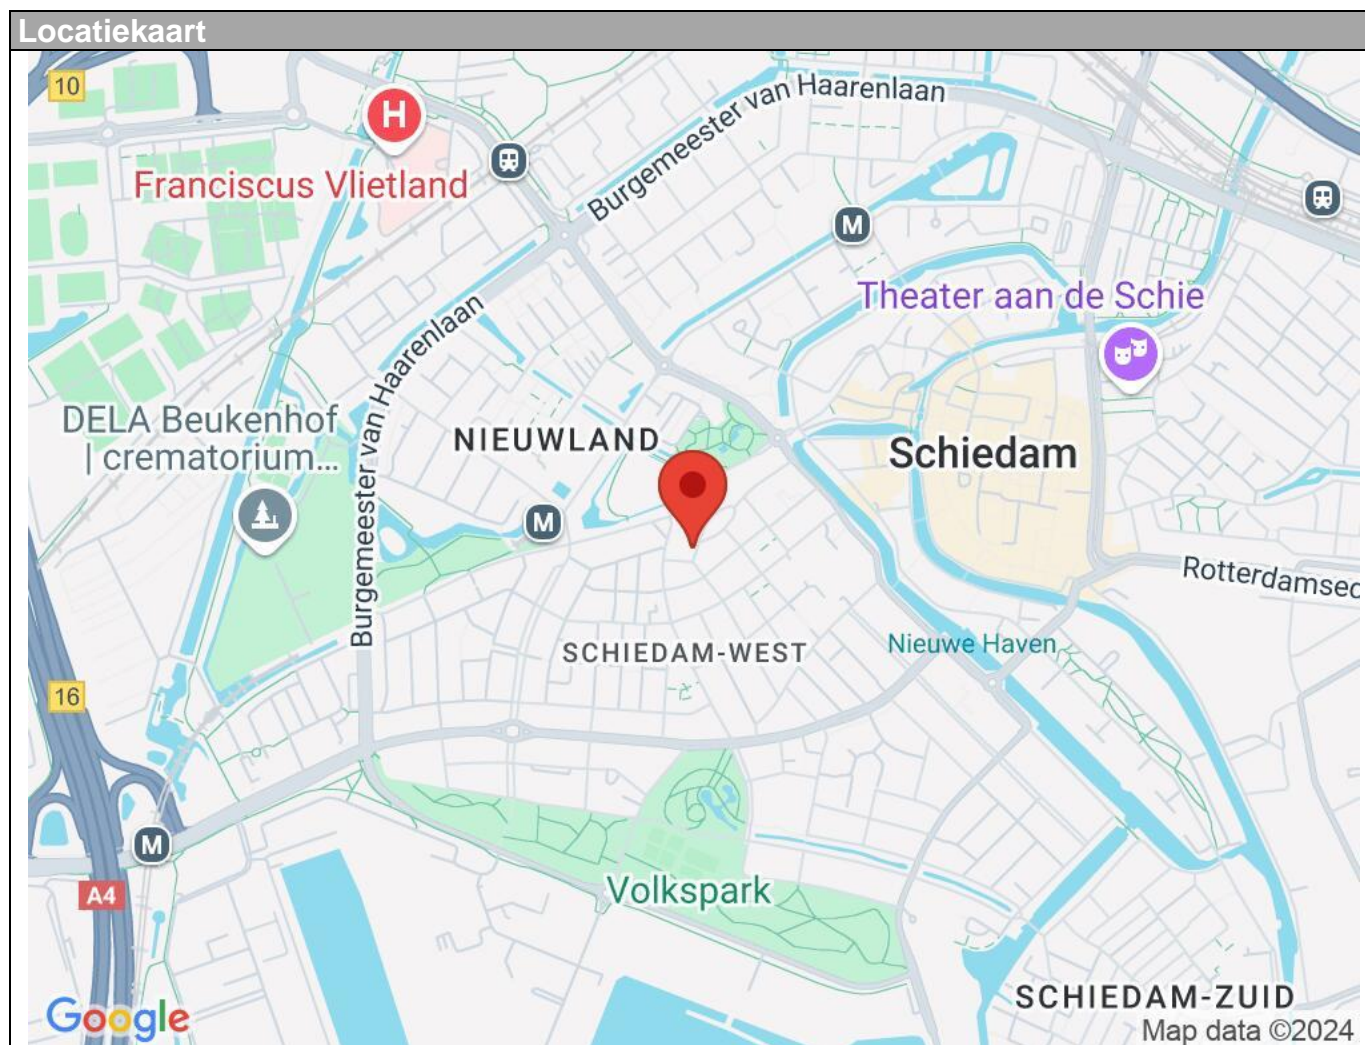 Locatiekaart
10
H
Franciscus Vlietland
Burgemeester van Haarenlaan
M
Theater aan de Schie
Burgemeester van Haarenlaan
DELA Beukenhof
| crematorium...
NIEUWLAND
Schiedam
M
Rotterdamsed
SCHIEDAM-WEST
Nieuwe Haven
16
M
A4
Volkspark
SCHIEDAM-ZUID
Google
Map data ©2024